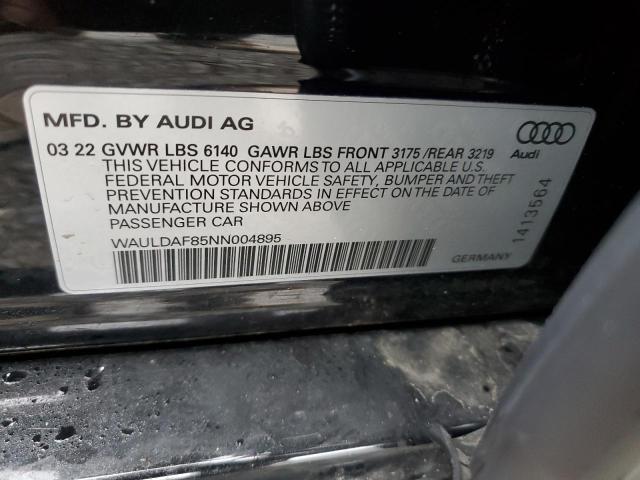 MFD. BY AUDI AG
03 22 GVWR LBS 6140 GAWR LBS FRONT 3175 /REAR 3219
THIS VEHICLE CONFORMS TO ALL APPLICABLE U.S.
FEDERAL MOTOR VEHICLE SAFETY, BUMPER AND THEFT
PREVENTION STANDARDS IN EFFECT ON THE DATE OF
MANUFACTURE SHOWN ABOVE
PASSENGER CAR
WAULDAF85NN004895
Audi
1413564
GERMANY